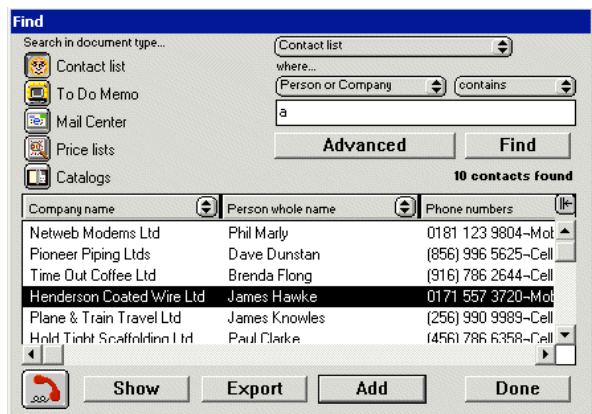 Find
Search in document type...
Contact list
To Do Memo
Mail Center
Price lists
Catalogs
Contact list
where...
Person or Company contains
a
Advanced Find
10 contacts found
Company name Person whole name Phone numbers
Netweb Modems Ltd Phil Marly 0181 123 9804¬Mot
Pioneer Piping Ltds Dave Dunstan (856) 996 5625¬Cell
Time Out Coffee Ltd Brenda Flong (916) 786 2644¬Cell
Henderson Coated Wire Ltd James Hawke 0171 557 3720¬Mot
Plane & Train Travel Ltd James Knowles (256) 990 9989¬Cell
Hold Tight Scaffolding Ltd Paul Clarke (456) 786 6358¬Cell
Show Export Add Done